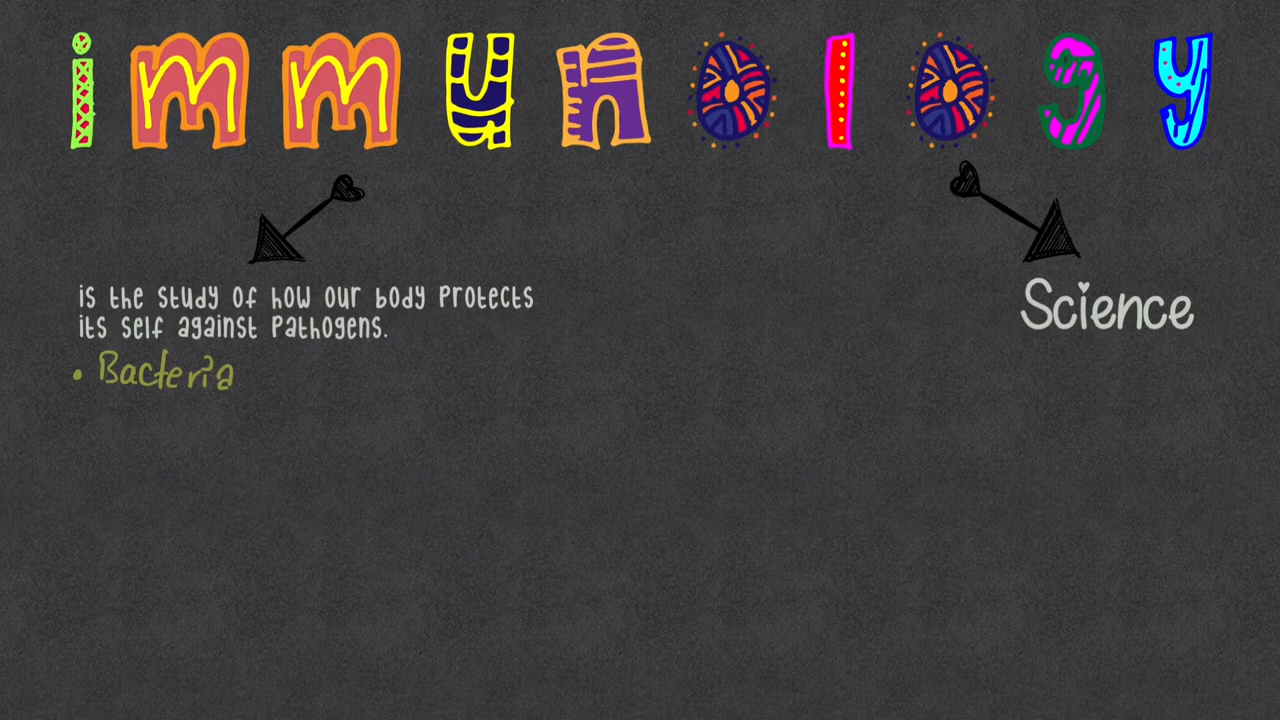 immunology
is the study of how our body Protects
its self against Pathogens.
Science
• Bacteria